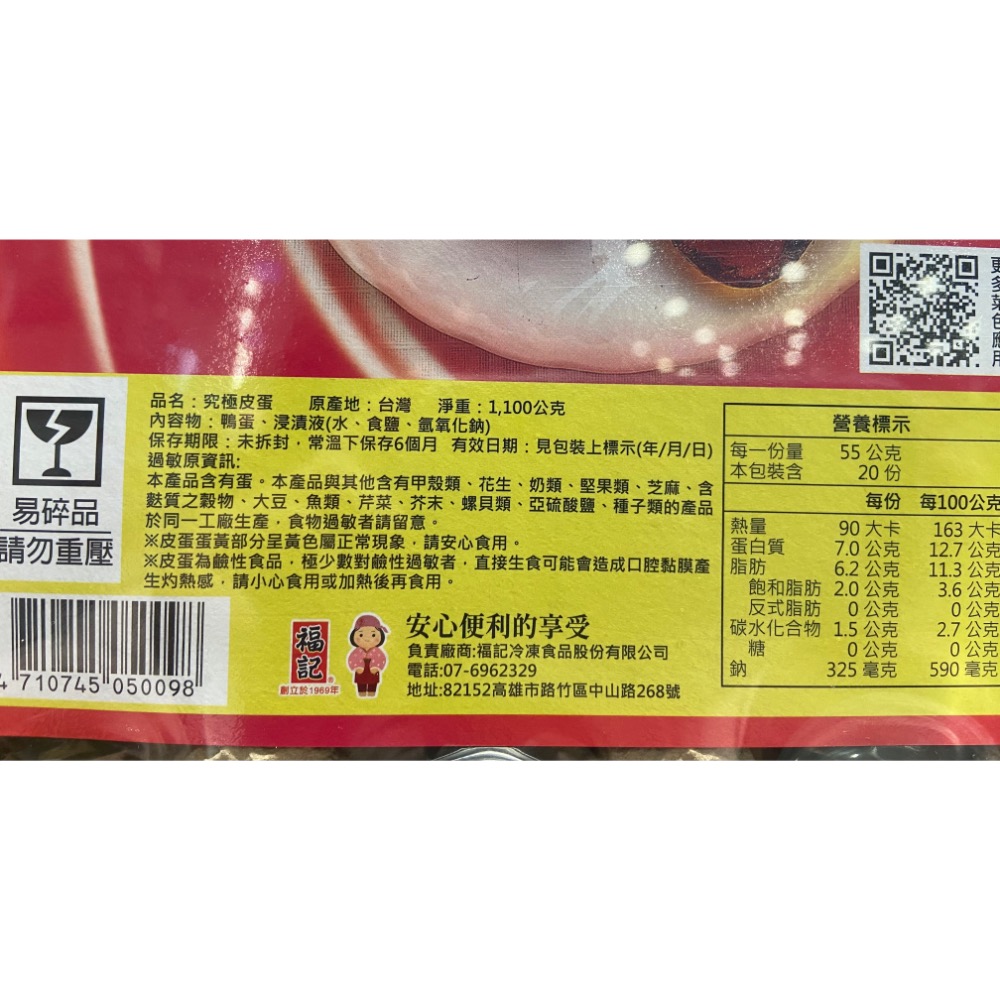 更多菜色應用
品名：究極皮蛋 原產地：台灣 淨重：1,100公克
內容物：鴨蛋、浸漬液(水、食鹽、氫氧化鈉)
保存期限：未拆封，常溫下保存6個月 有效日期：見包裝上標示(年/月/日)
過敏原資訊:
本產品含有蛋。本產品與其他含有甲殼類、花生、奶類、堅果類、芝麻、含
麩質之穀物、大豆、魚類、芹菜、芥末、螺貝類、亞硫酸鹽、種子類的產品
於同一工廠生產，食物過敏者請留意。
※皮蛋蛋黃部分呈黃色屬正常現象，請安心食用。
※皮蛋為鹼性食品，極少數對鹼性過敏者，直接生食可能會造成口腔黏膜產
生灼熱感，請小心食用或加熱後再食用。
易碎品
請勿重壓
4 710745 050098
福記
®
創立於1969年
安心便利的享受
負責廠商:福記冷凍食品股份有限公司
電話:07-6962329
地址:82152高雄市路竹區中山路268號
營養標示
每一份量 55 公克
本包裝含 20 份
每份 每100公克
熱量 90 大卡 163 大卡
蛋白質 7.0 公克 12.7 公克
脂肪 6.2 公克 11.3 公克
飽和脂肪 2.0 公克 3.6 公克
反式脂肪 0 公克 0 公克
碳水化合物 1.5 公克 2.7 公克
糖 0 公克 0 公克
鈉 325 毫克 590 毫克